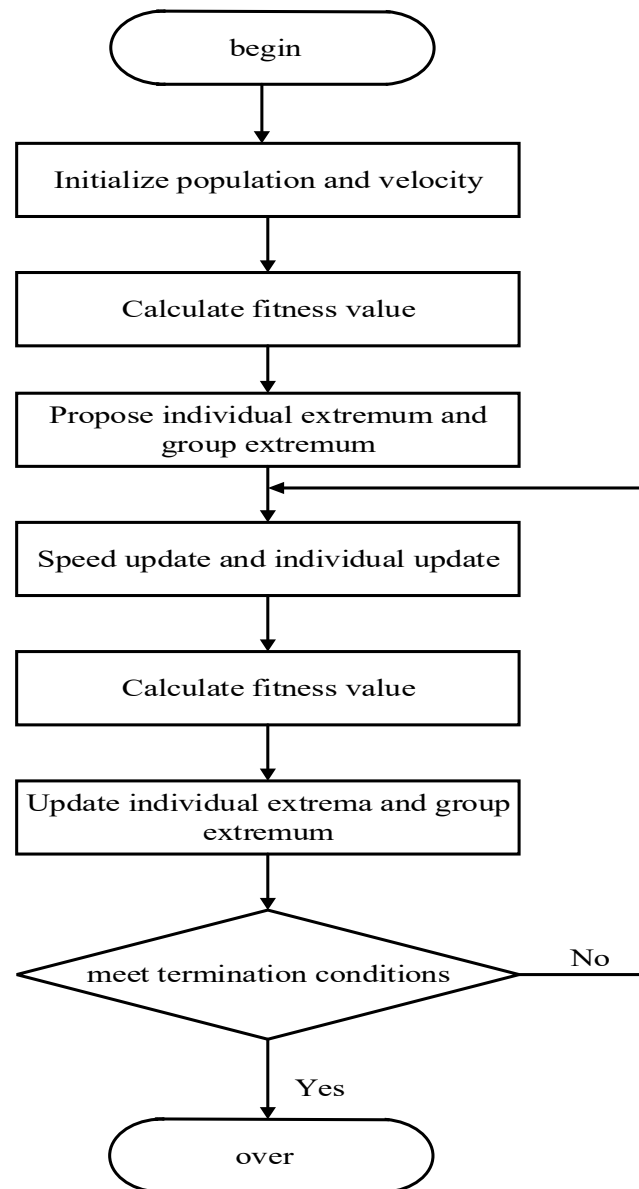 begin
Initialize population and velocity
Calculate fitness value
Propose individual extremum and
group extremum
Speed update and individual update
Calculate fitness value
Update individual extrema and group
extremum
meet termination conditions
No
Yes
over